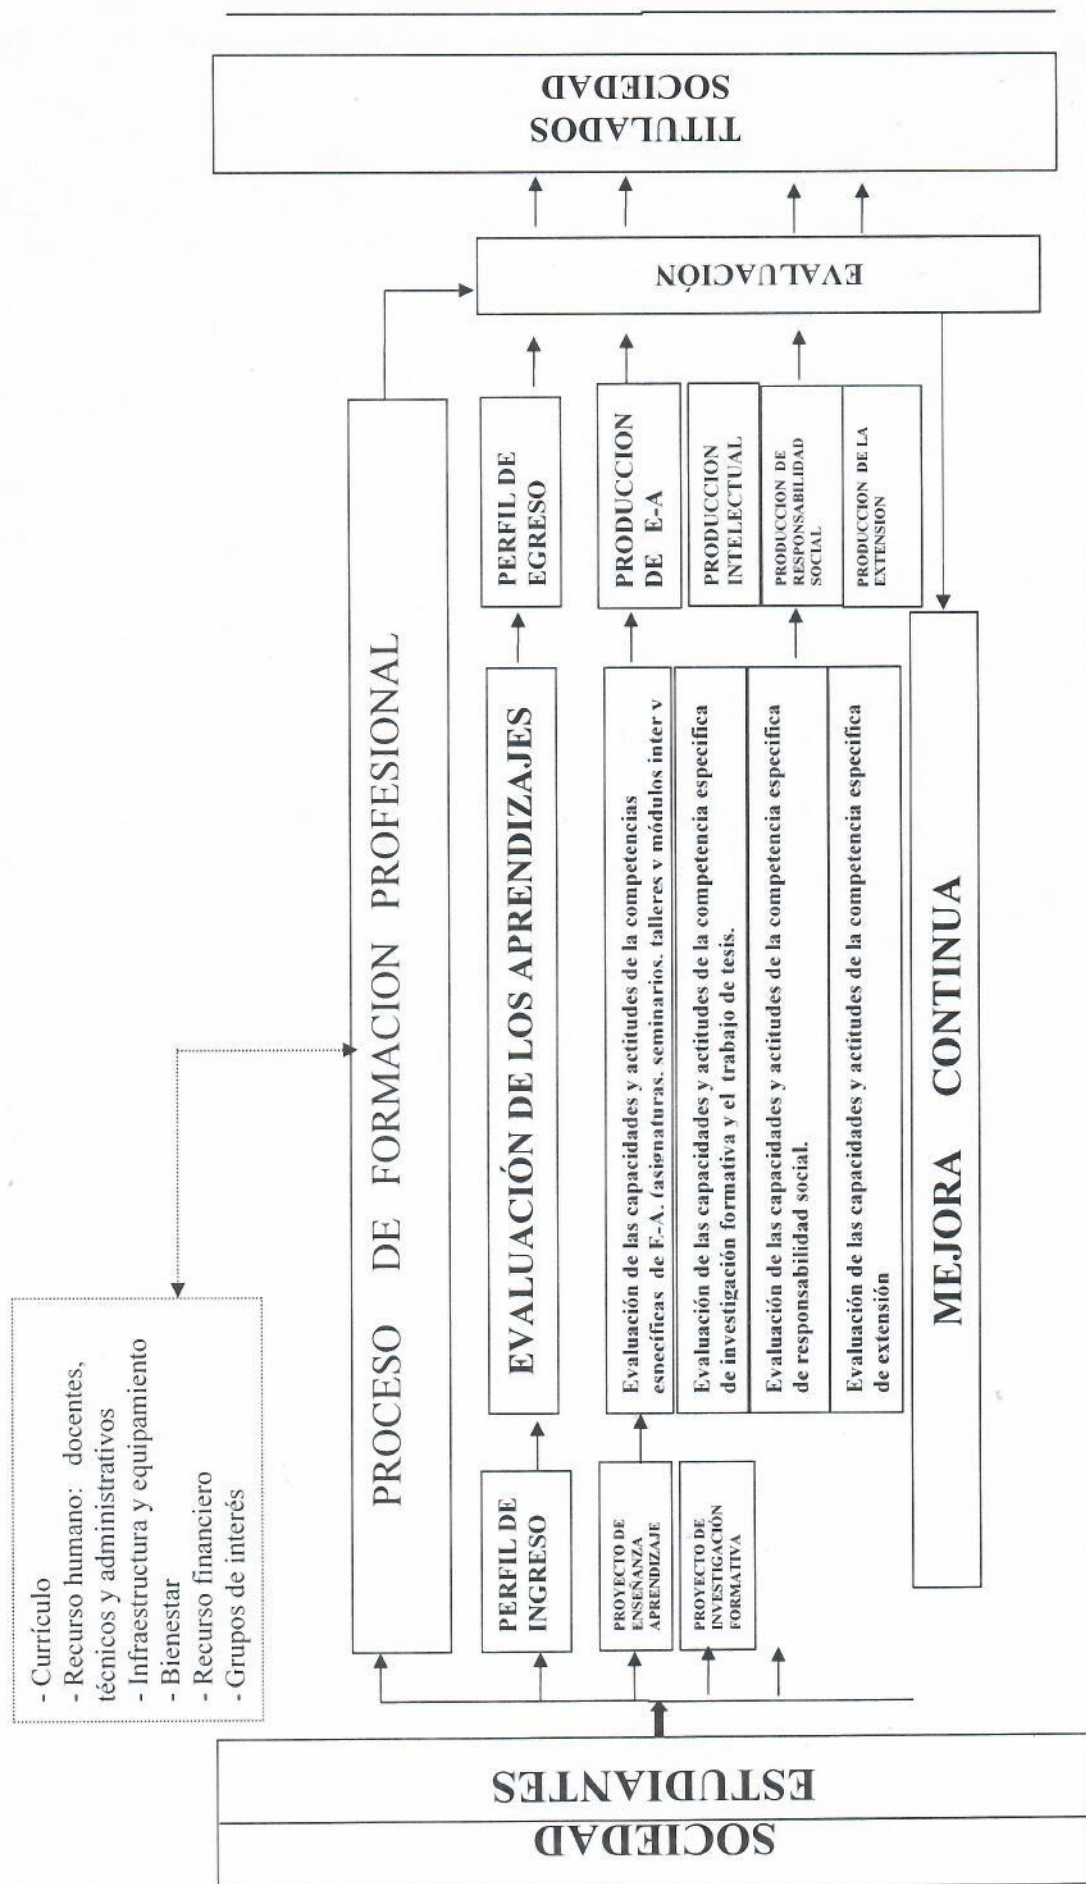 - Currículo
- Recurso humano: docentes,
técnicos y administrativos
- Infraestructura y equipamiento
- Bienestar
- Recurso financiero
- Grupos de interés
SOCIEDAD
ESTUDIANTES
PROCESO DE FORMACION PROFESIONAL
PERFIL DE
INGRESO
EVALUACIÓN DE LOS APRENDIZAJES
PERFIL DE
EGRESO
PROYECTO DE
ENSEÑANZA
APRENDIZAJE
Evaluación de las capacidades y actitudes de la competencias
específicas de E-A. (asignaturas, seminarios, talleres y módulos inter y
PRODUCCION
DE E-A
PROYECTO DE
INVESTIGACIÓN
FORMATIVA
Evaluación de las capacidades y actitudes de la competencia especifica
de investigación formativa y el trabajo de tesis.
PRODUCCION
INTELECTUAL
Evaluación de las capacidades y actitudes de la competencia especifica
de responsabilidad social.
PRODUCCION DE
RESPONSABILIDAD
SOCIAL
Evaluación de las capacidades y actitudes de la competencia especifica
de extensión
PRODUCCION DE LA
EXTENSION
MEJORA CONTINUA
EVALUACIÓN
TITULADOS
SOCIEDAD